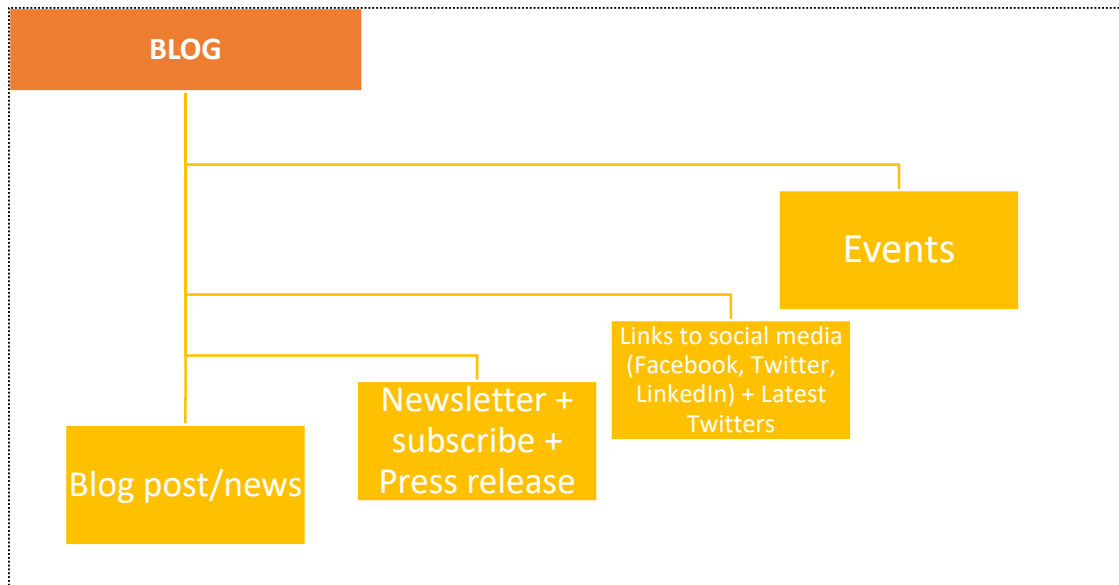 BLOG
Events
Links to social media
(Facebook, Twitter,
LinkedIn) + Latest
Twitters
Newsletter +
subscribe +
Press release
Blog post/news